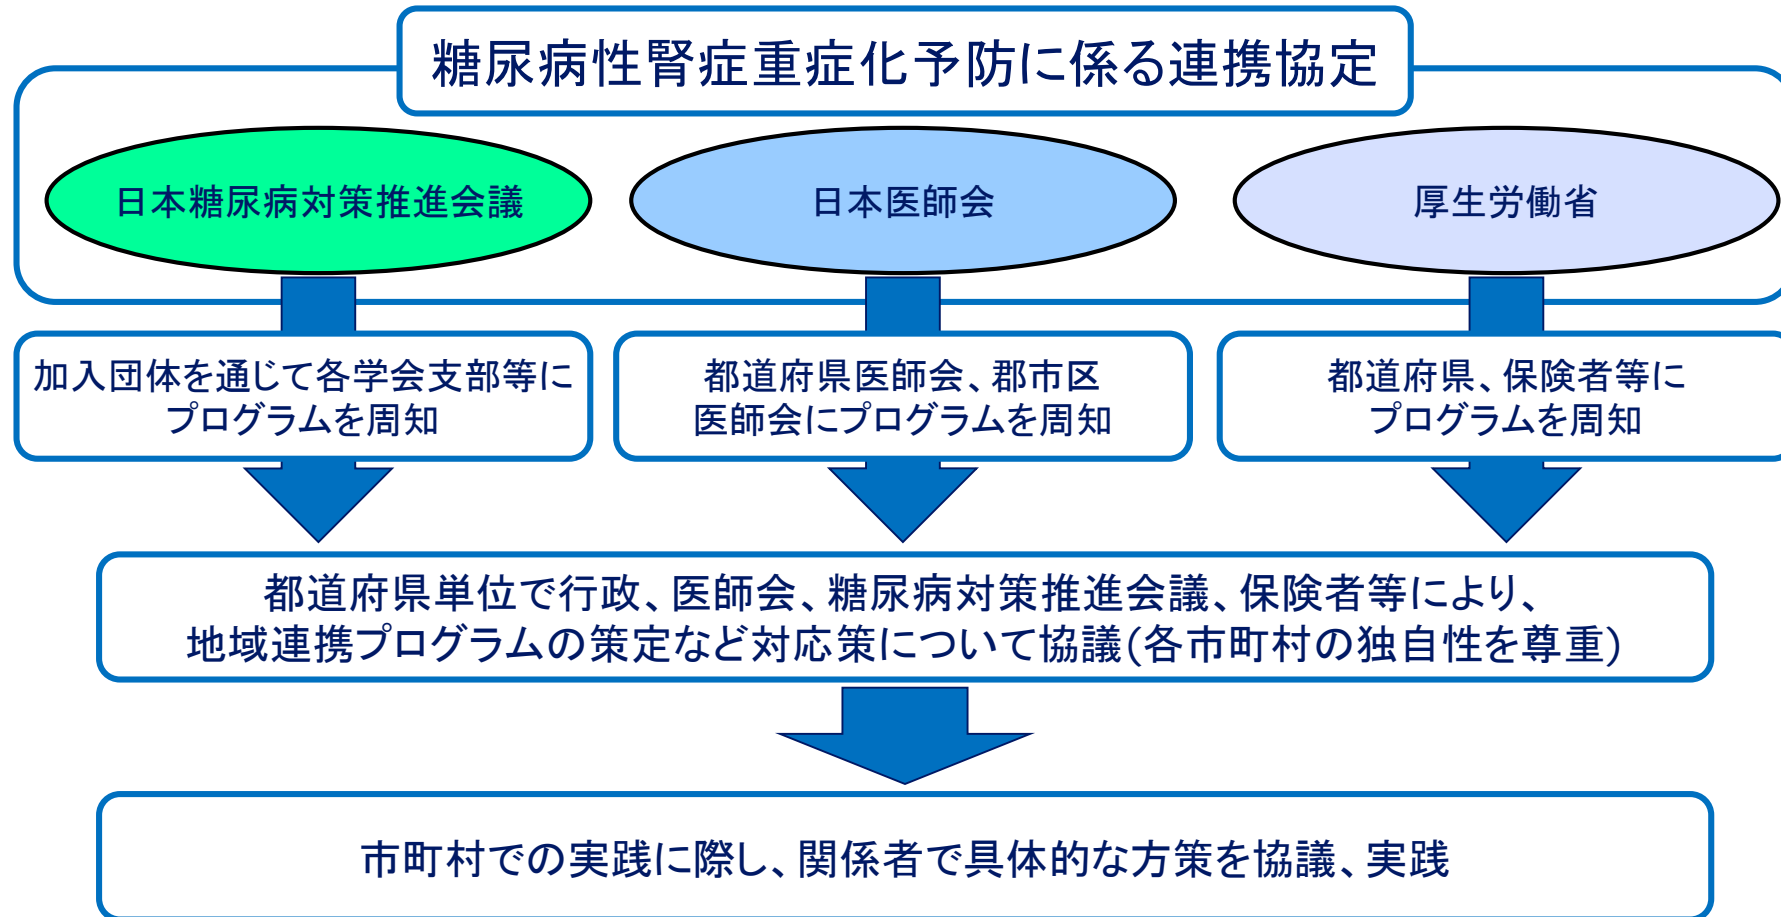 糖尿病性腎症重症化予防に係る連携協定
日本糖尿病対策推進会議
日本医師会
厚生労働省
加入団体を通じて各学会支部等に
プログラムを周知
都道府県医師会、郡市区
医師会にプログラムを周知
都道府県、保険者等に
プログラムを周知
都道府県単位で行政、医師会、糖尿病対策推進会議、保険者等により、
地域連携プログラムの策定など対応策について協議(各市町村の独自性を尊重)
市町村での実践に際し、関係者で具体的な方策を協議、実践